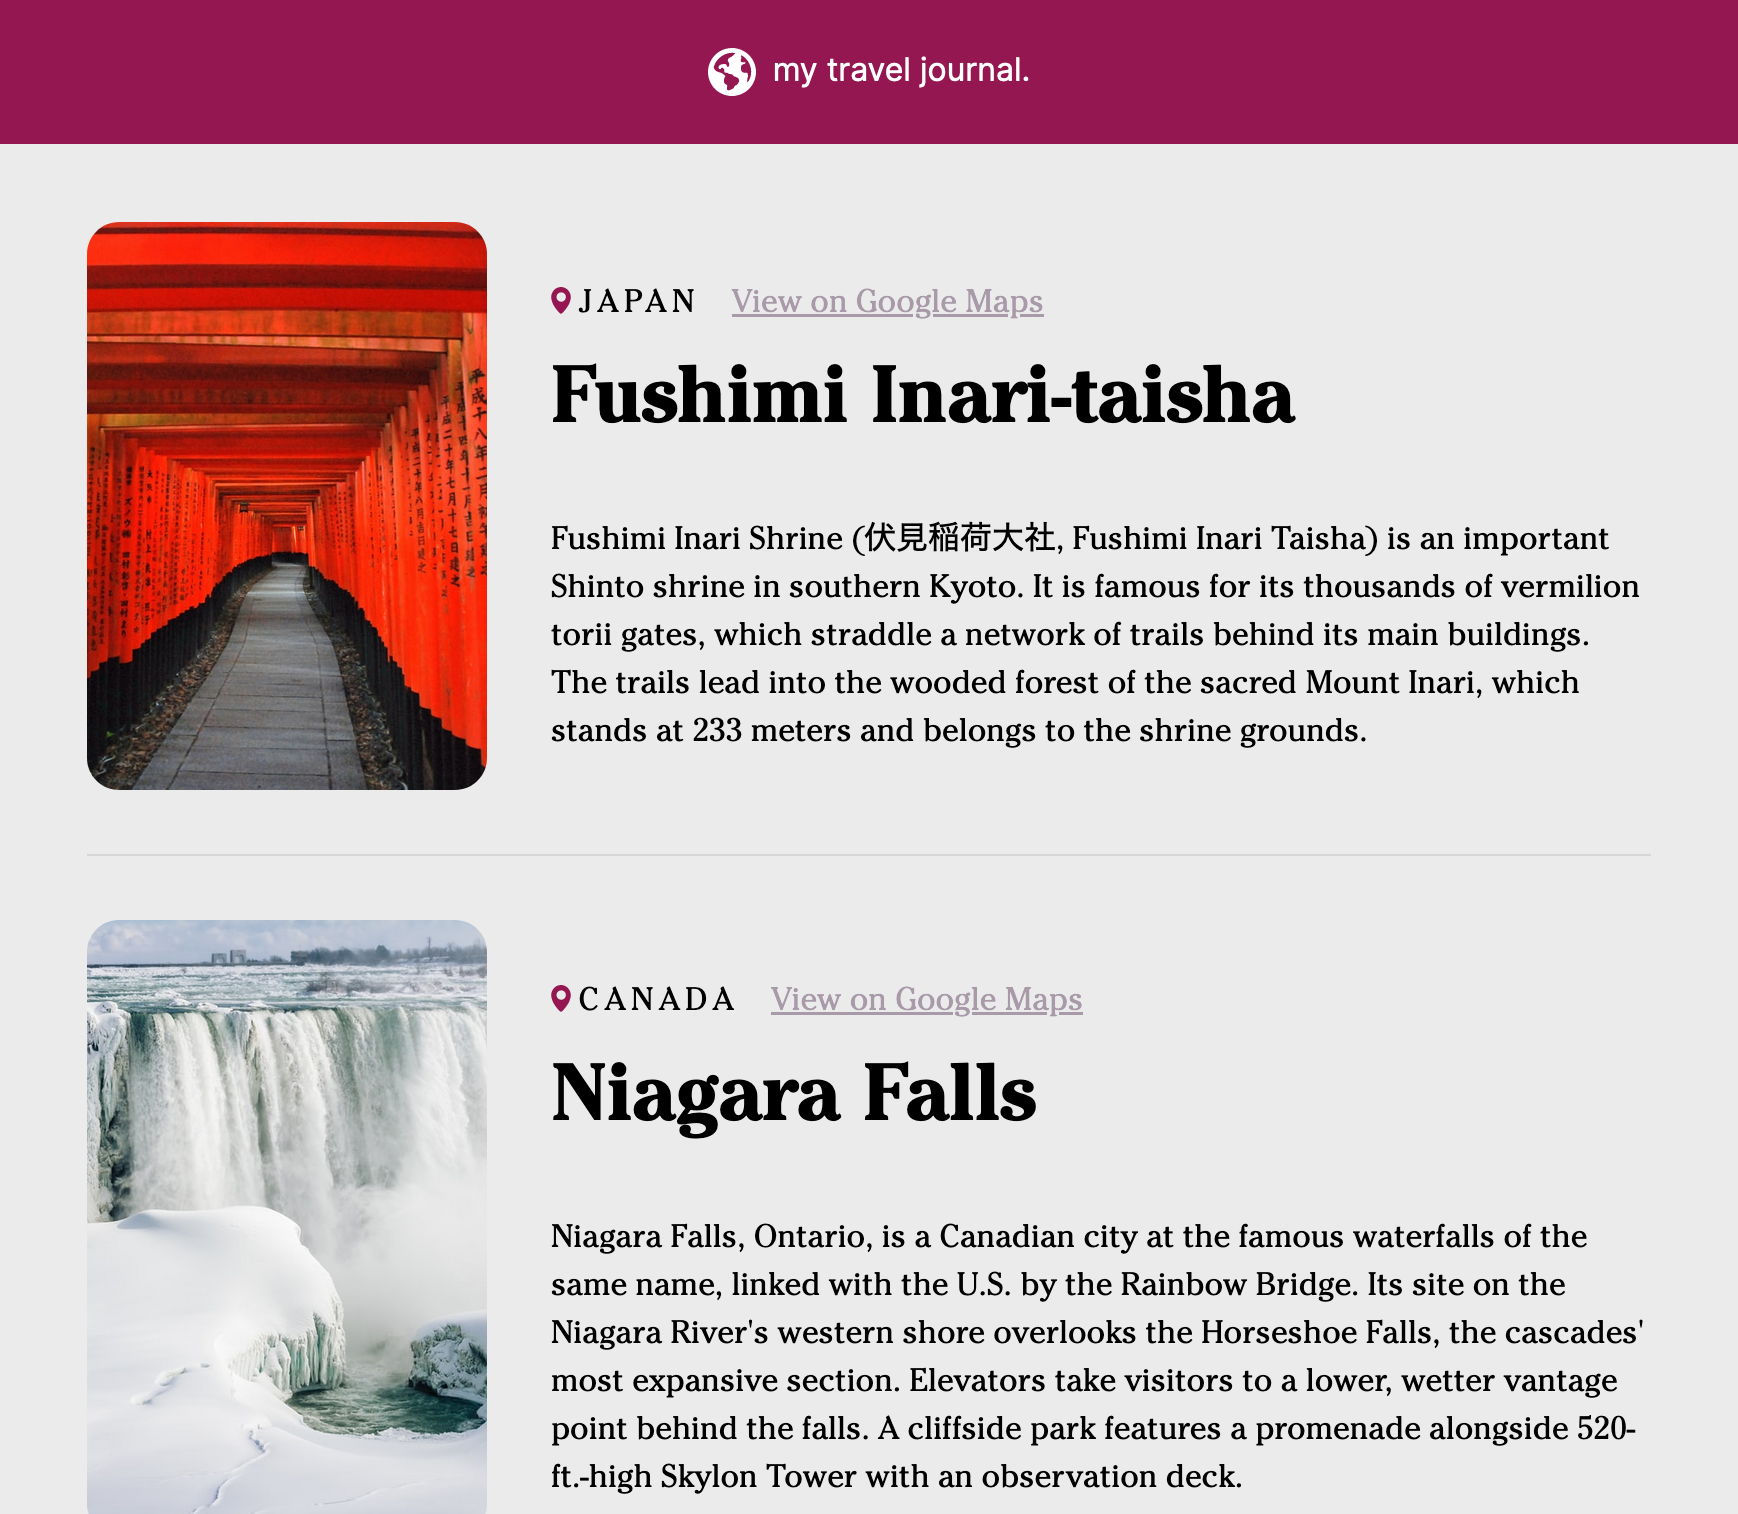 my travel journal.
JAPAN View on Google Maps
Fushimi Inari-taisha
Fushimi Inari Shrine (伏見稲荷大社, Fushimi Inari Taisha) is an important
Shinto shrine in southern Kyoto. It is famous for its thousands of vermilion
torii gates, which straddle a network of trails behind its main buildings.
The trails lead into the wooded forest of the sacred Mount Inari, which
stands at 233 meters and belongs to the shrine grounds.
CANADA View on Google Maps
Niagara Falls
Niagara Falls, Ontario, is a Canadian city at the famous waterfalls of the
same name, linked with the U.S. by the Rainbow Bridge. Its site on the
Niagara River's western shore overlooks the Horseshoe Falls, the cascades'
most expansive section. Elevators take visitors to a lower, wetter vantage
point behind the falls. A cliffside park features a promenade alongside 520-
ft.-high Skylon Tower with an observation deck.